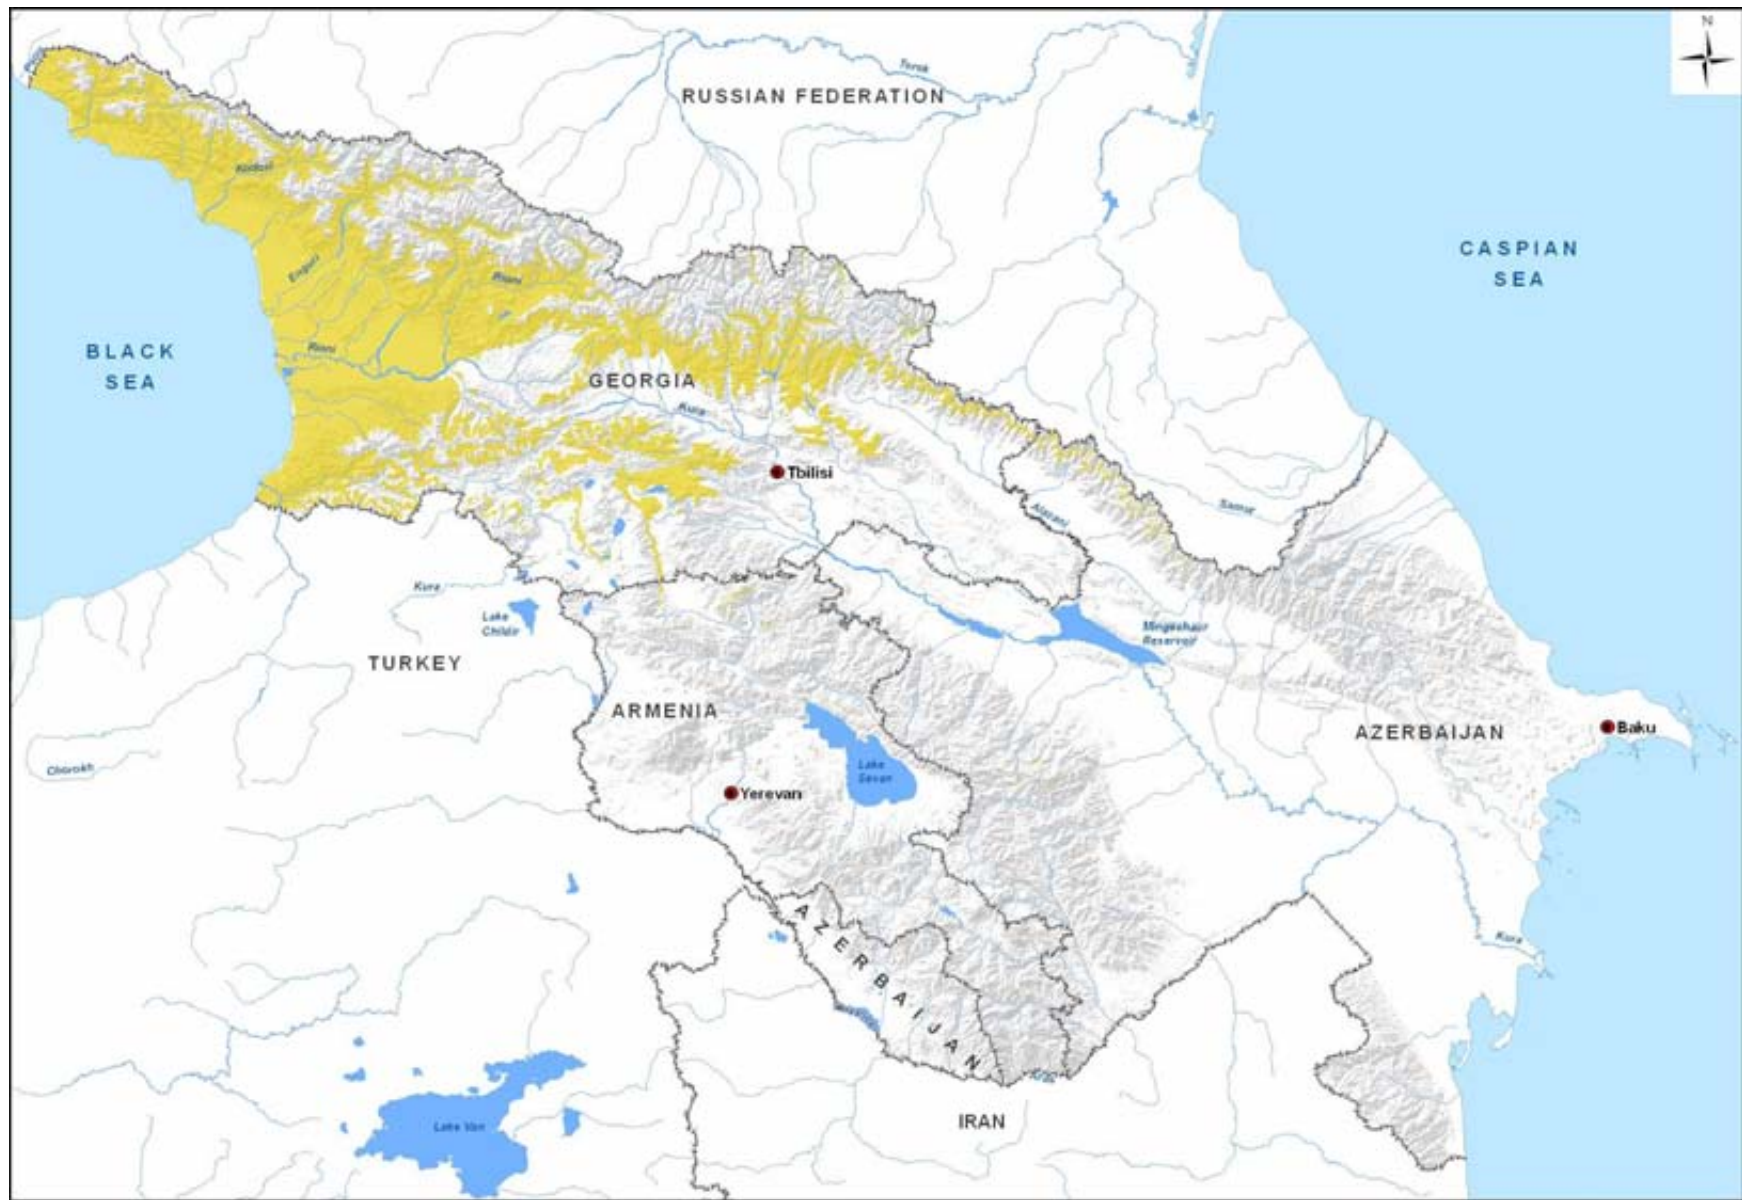 N
Terek
RUSSIAN FEDERATION
Kodori
CASPIAN
SEA
Enguri
Rioni
BLACK
SEA
Rioni
GEORGIA
Kura
Tbilisi
Samur
Alazani
Kura
Lake
Childir
Mingechaur
Reservoir
TURKEY
ARMENIA
AZERBAIJAN
Baku
Chorokh
Lake
Sevan
Yerevan
AZERBAIJAN
Kura
Aras
IRAN
Lake Van